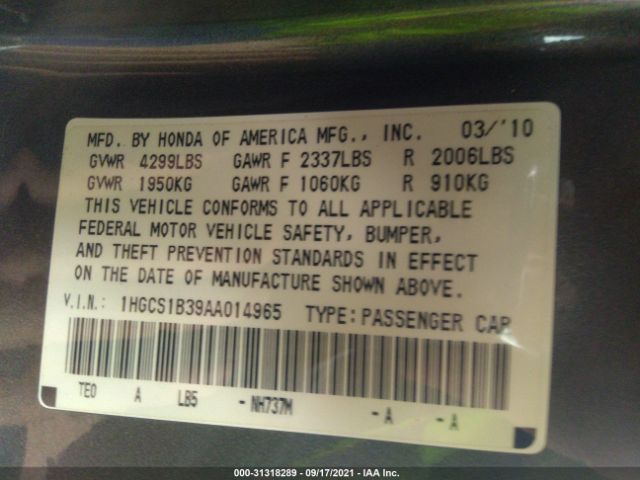 MFD. BY HONDA OF AMERICA MFG., INC. 03/'10
GVWR 4299LBS GAWR F 2337LBS R 2006LBS
GVWR 1950KG GAWR F 1060KG R 910KG
THIS VEHICLE CONFORMS TO ALL APPLICABLE
FEDERAL MOTOR VEHICLE SAFETY, BUMPER,
AND THEFT PREVENTION STANDARDS IN EFFECT
ON THE DATE OF MANUFACTURE SHOWN ABOVE.
V.I.N.: 1HGCS1B39AA014965 TYPE:PASSENGER CAR
TE0 A LB5 - NH737M - A - A
000-31318289 - 09/17/2021 - IAA Inc.